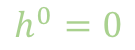 h⁰ = 0